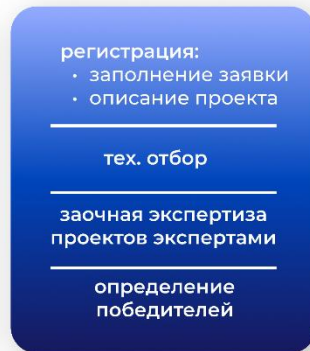 регистрация:
• заполнение заявки
• описание проекта
тех. отбор
заочная экспертиза
проектов экспертами
определение
победителей